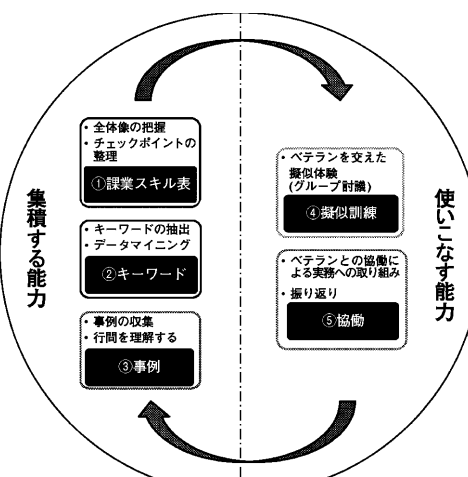 集積する能力
・全体像の把握
・チェックポイントの
整理
①課業スキル表
・キーワードの抽出
・データマイニング
②キーワード
・事例の収集
・行間を理解する
③事例
・ベテランを交えた
擬似体験
(グループ討議)
④擬似訓練
・ベテランとの協働に
よる実務への取り組み
・振り返り
⑤協働
使いこなす能力